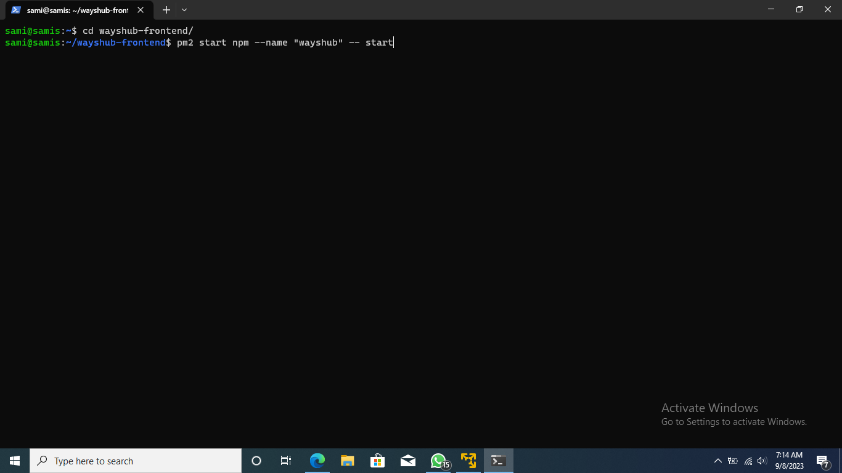 sami@samis: ~/wayshub-front
sami@samis:~$ cd wayshub-frontend/
sami@samis:~/wayshub-frontend$ pm2 start npm --name "wayshub" -- start
Activate Windows
Go to Settings to activate Windows.
Type here to search
15
7:14 AM
9/8/2023
7